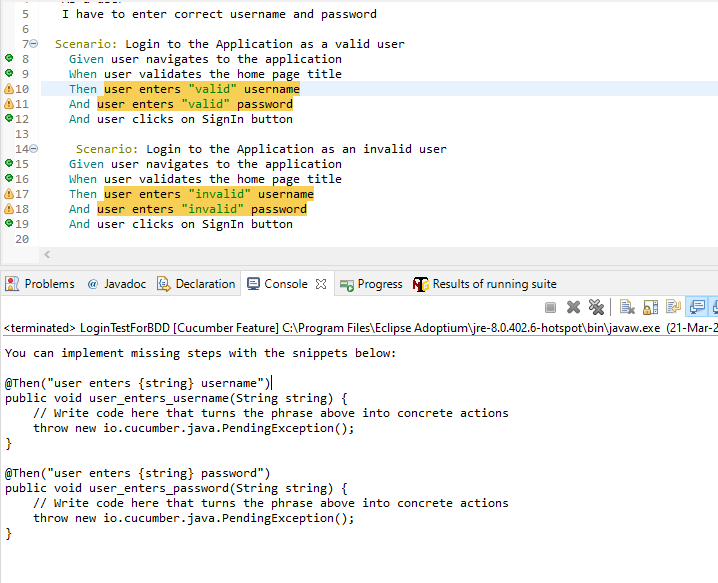 5 I have to enter correct username and password
6
7 Scenario: Login to the Application as a valid user
8 Given user navigates to the application
9 When user validates the home page title
10 Then user enters "valid" username
11 And user enters "valid" password
12 And user clicks on SignIn button
13
14 Scenario: Login to the Application as an invalid user
15 Given user navigates to the application
16 When user validates the home page title
17 Then user enters "invalid" username
18 And user enters "invalid" password
19 And user clicks on SignIn button
20
Problems @ Javadoc Declaration Console Progress Results of running suite
<terminated> LoginTestForBDD [Cucumber Feature] C:\Program Files\Eclipse Adoptium\jre-8.0.402.6-hotspot\bin\javaw.exe (21-Mar-2
You can implement missing steps with the snippets below:
@Then("user enters {string} username")
public void user_enters_username(String string) {
// Write code here that turns the phrase above into concrete actions
throw new io.cucumber.java.PendingException();
}
@Then("user enters {string} password")
public void user_enters_password(String string) {
// Write code here that turns the phrase above into concrete actions
throw new io.cucumber.java.PendingException();
}